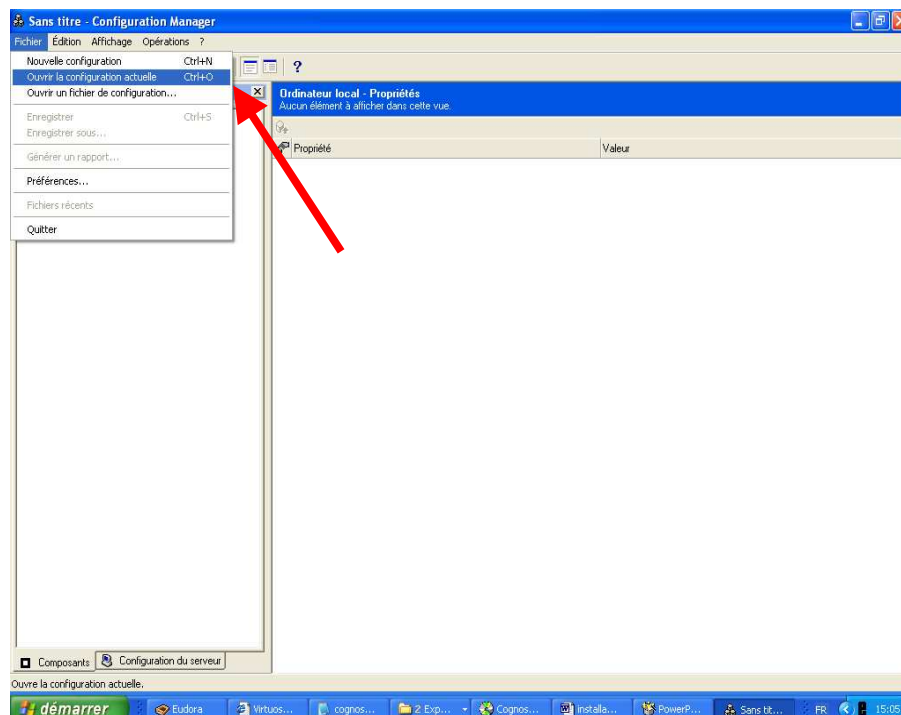 Sans titre - Configuration Manager
Fichier Édition Affichage Opérations ?
Nouvelle configuration Ctrl+N
Ouvrir la configuration actuelle Ctrl+O
Ouvrir un fichier de configuration...
Enregistrer Ctrl+S
Enregistrer sous...
Générer un rapport...
Préférences...
Fichiers récents
Quitter
?
Ordinateur local - Propriétés
Aucun élément à afficher dans cette vue.
Propriété Valeur
Composants Configuration du serveur
Ouvre la configuration actuelle.
démarrer Eudora Virtuos... cognos... 2 Exp... Cognos... installa... PowerP... Sans tit... FR 15:05